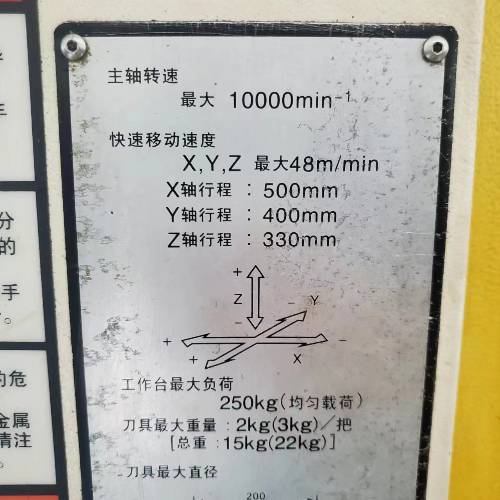 主轴转速
最大 10000min⁻¹
快速移动速度
X,Y,Z 最大48m/min
X轴行程 : 500mm
Y轴行程 : 400mm
Z轴行程 : 330mm
+
Z
−
− Y
+ −
+ X
工作台最大负荷
250kg(均匀载荷)
刀具最大重量 : 2kg(3kg)/把
[总重 : 15kg(22kg)]
刀具最大直径
200
分
的
手
。
的危
金属
请注
。